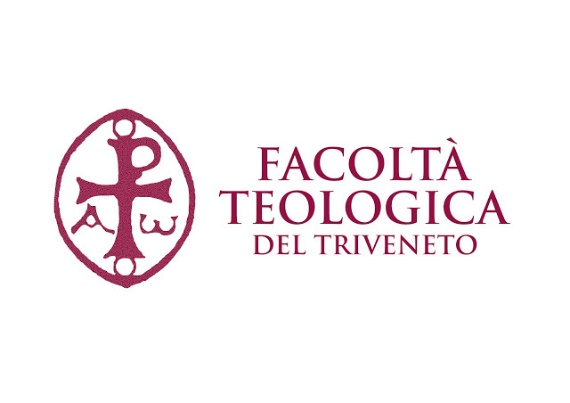 Α ω
FACOLTÀ
TEOLOGICA
DEL TRIVENETO